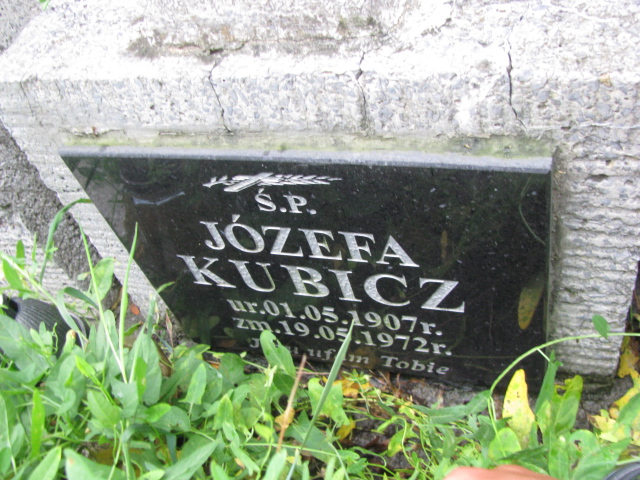 Ś.P.
JÓZEFA
KUBICZ
ur.01.05.1907r.
zm.19.05.1972r.
Tobie